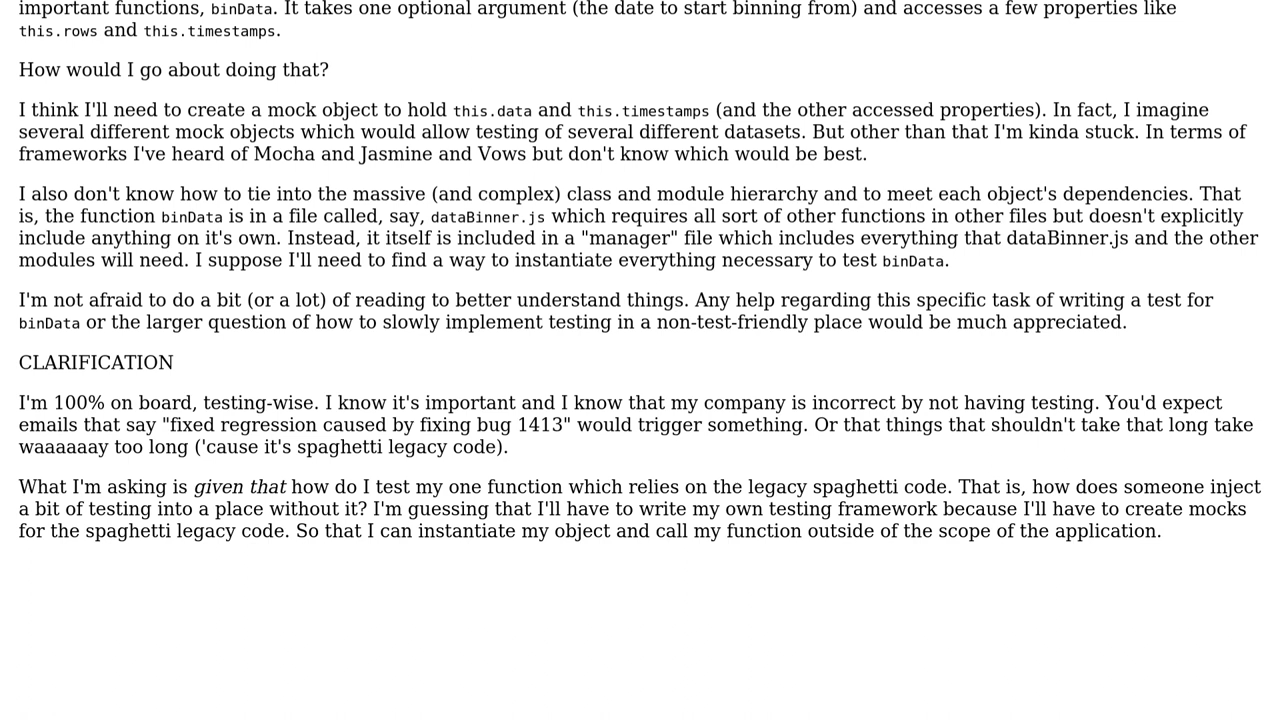 important functions, binData. It takes one optional argument (the date to start binning from) and accesses a few properties like
this.rows and this.timestamps.
How would I go about doing that?
I think I'll need to create a mock object to hold this.data and this.timestamps (and the other accessed properties). In fact, I imagine
several different mock objects which would allow testing of several different datasets. But other than that I'm kinda stuck. In terms of
frameworks I've heard of Mocha and Jasmine and Vows but don't know which would be best.
I also don't know how to tie into the massive (and complex) class and module hierarchy and to meet each object's dependencies. That
is, the function binData is in a file called, say, dataBinner.js which requires all sort of other functions in other files but doesn't explicitly
include anything on it's own. Instead, it itself is included in a "manager" file which includes everything that dataBinner.js and the other
modules will need. I suppose I'll need to find a way to instantiate everything necessary to test binData.
I'm not afraid to do a bit (or a lot) of reading to better understand things. Any help regarding this specific task of writing a test for
binData or the larger question of how to slowly implement testing in a non-test-friendly place would be much appreciated.
CLARIFICATION
I'm 100% on board, testing-wise. I know it's important and I know that my company is incorrect by not having testing. You'd expect
emails that say "fixed regression caused by fixing bug 1413" would trigger something. Or that things that shouldn't take that long take
waaaaaay too long ('cause it's spaghetti legacy code).
What I'm asking is given that how do I test my one function which relies on the legacy spaghetti code. That is, how does someone inject
a bit of testing into a place without it? I'm guessing that I'll have to write my own testing framework because I'll have to create mocks
for the spaghetti legacy code. So that I can instantiate my object and call my function outside of the scope of the application.